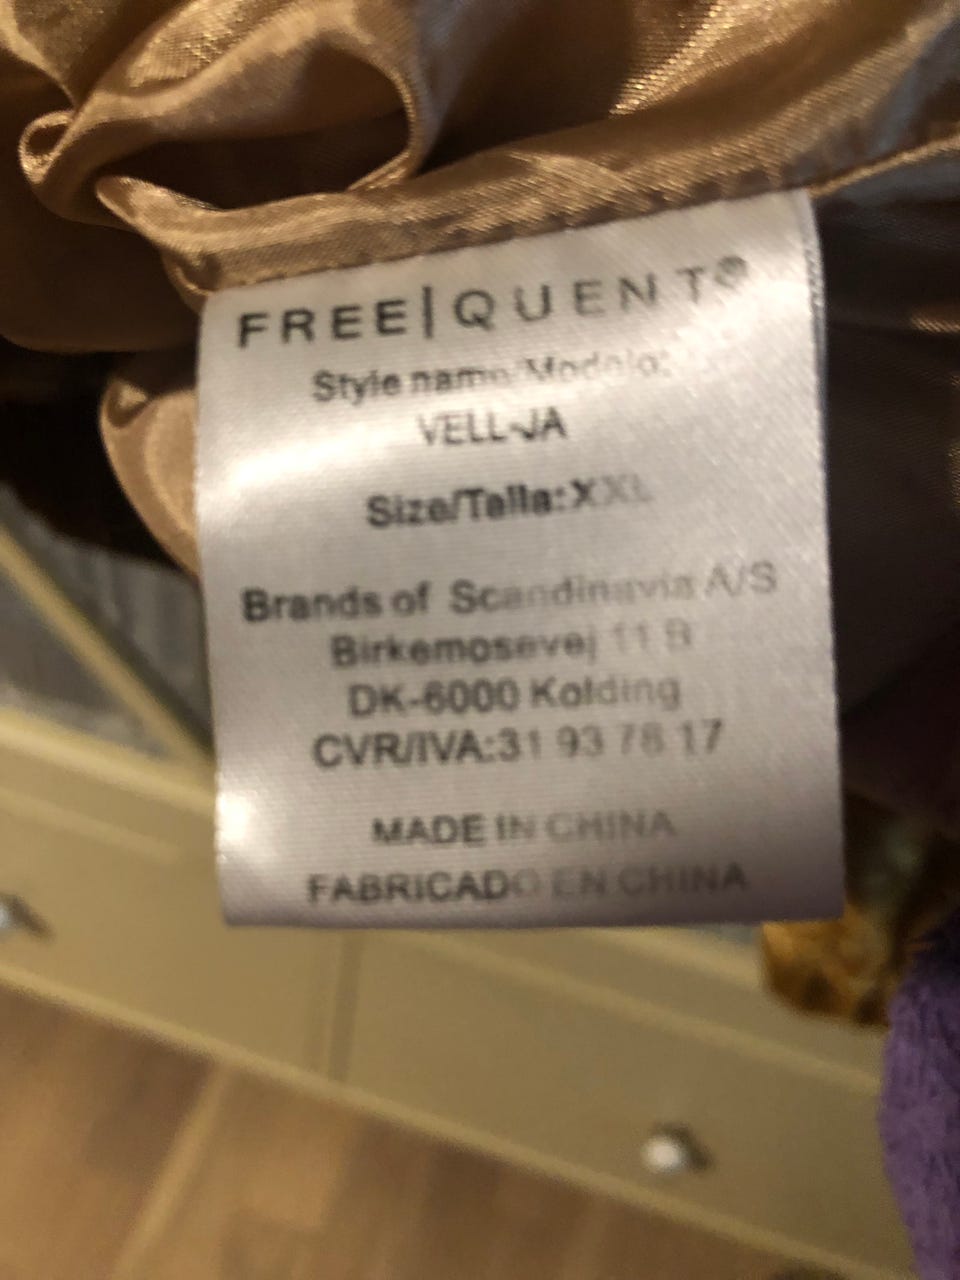 FREE|QUENT®
Style name/Modelo:
VELL-JA
Size/Talla:XXL
Brands of Scandinavia A/S
Birkemosevej 11 B
DK-6000 Kolding
CVR/IVA:31 93 78 17
MADE IN CHINA
FABRICADO EN CHINA